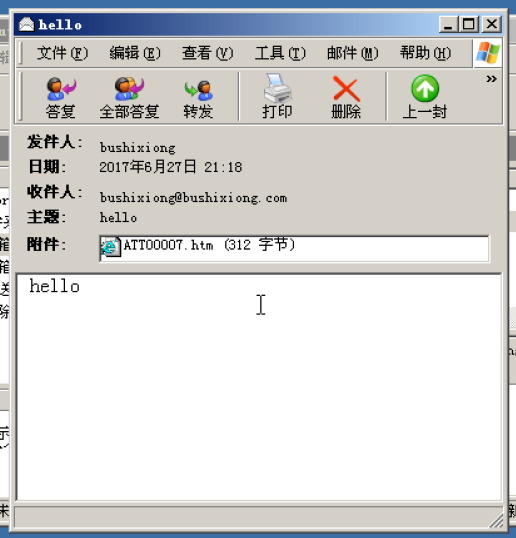 hello
文件(F) 编辑(E) 查看(V) 工具(T) 邮件(M) 帮助(H)
答复 全部答复 转发 打印 删除 上一封 »
发件人: bushixiong
日期: 2017年6月27日 21:18
收件人: bushixiong@bushixiong.com
主题: hello
附件: ATT00007.htm (312 字节)
hello